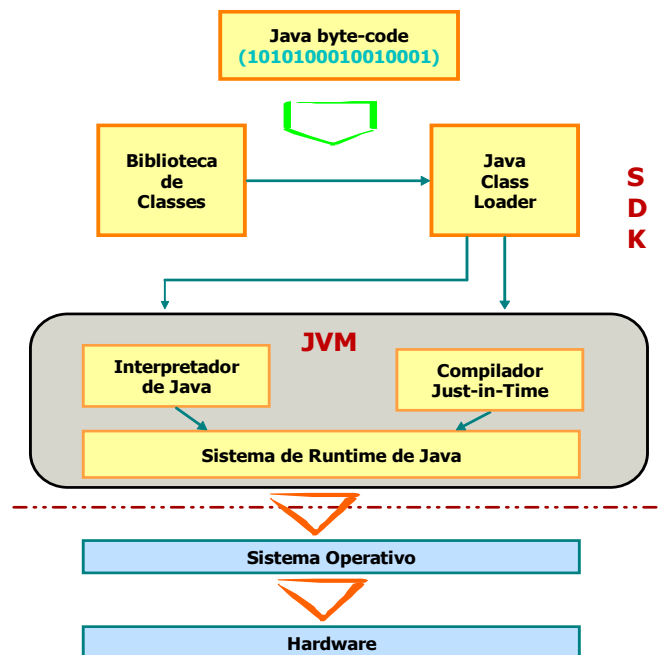 Java byte-code
(1010100010010001)
Biblioteca
de
Classes
Java
Class
Loader
S
D
K
JVM
Interpretador
de Java
Compilador
Just-in-Time
Sistema de Runtime de Java
Sistema Operativo
Hardware